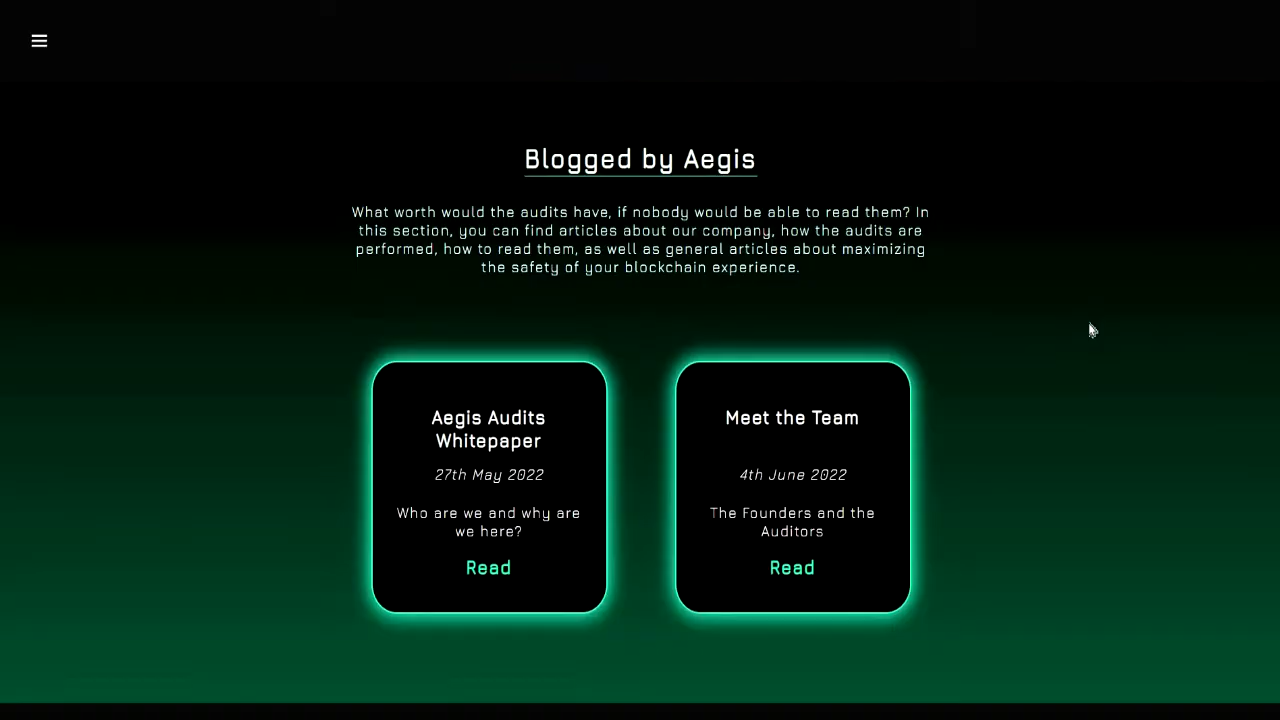 Blogged by Aegis
What worth would the audits have, if nobody would be able to read them? In
this section, you can find articles about our company, how the audits are
performed, how to read them, as well as general articles about maximizing
the safety of your blockchain experience.
Aegis Audits
Whitepaper
27th May 2022
Who are we and why are
we here?
Read
Meet the Team
4th June 2022
The Founders and the
Auditors
Read